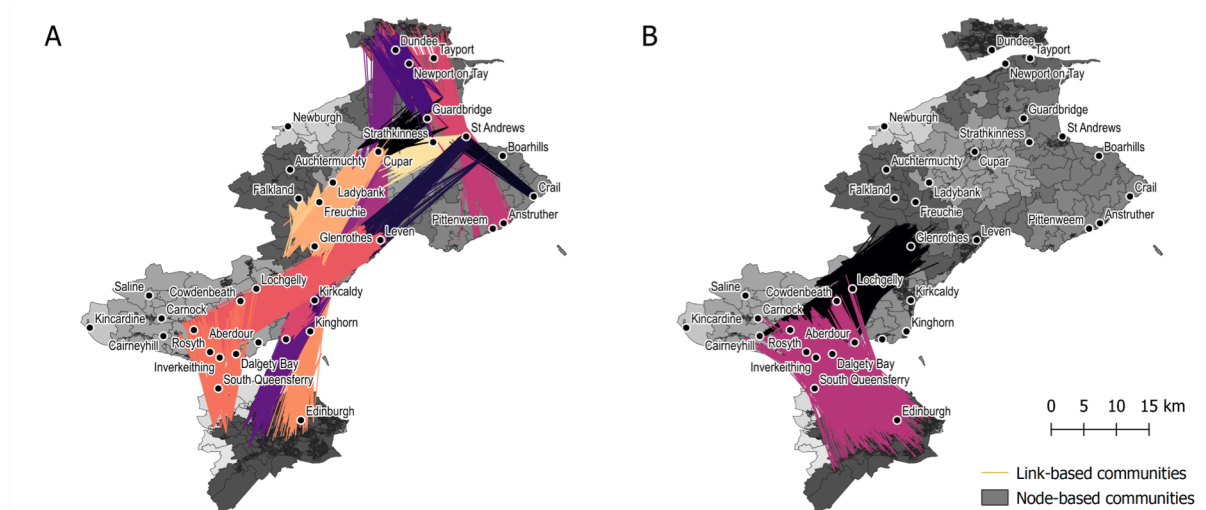 A
Dundee
Tayport
Newport on Tay
Newburgh
Guardbridge
Strathkinness
St Andrews
Auchtermuchty
Cupar
Boarhills
Falkland
Ladybank
Crail
Freuchie
Pittenweem
Anstruther
Glenrothes
Leven
Saline
Lochgelly
Cowdenbeath
Kincardine
Carnock
Kirkcaldy
Cairneyhill
Rosyth
Aberdour
Kinghorn
Inverkeithing
Dalgety Bay
South Queensferry
Edinburgh
B
Dundee
Tayport
Newport on Tay
Newburgh
Guardbridge
Strathkinness
St Andrews
Auchtermuchty
Cupar
Boarhills
Falkland
Ladybank
Crail
Freuchie
Pittenweem
Anstruther
Glenrothes
Leven
Saline
Lochgelly
Cowdenbeath
Kincardine
Carnock
Kirkcaldy
Cairneyhill
Rosyth
Aberdour
Kinghorn
Inverkeithing
Dalgety Bay
South Queensferry
Edinburgh
0 5 10 15 km
Link-based communities
Node-based communities